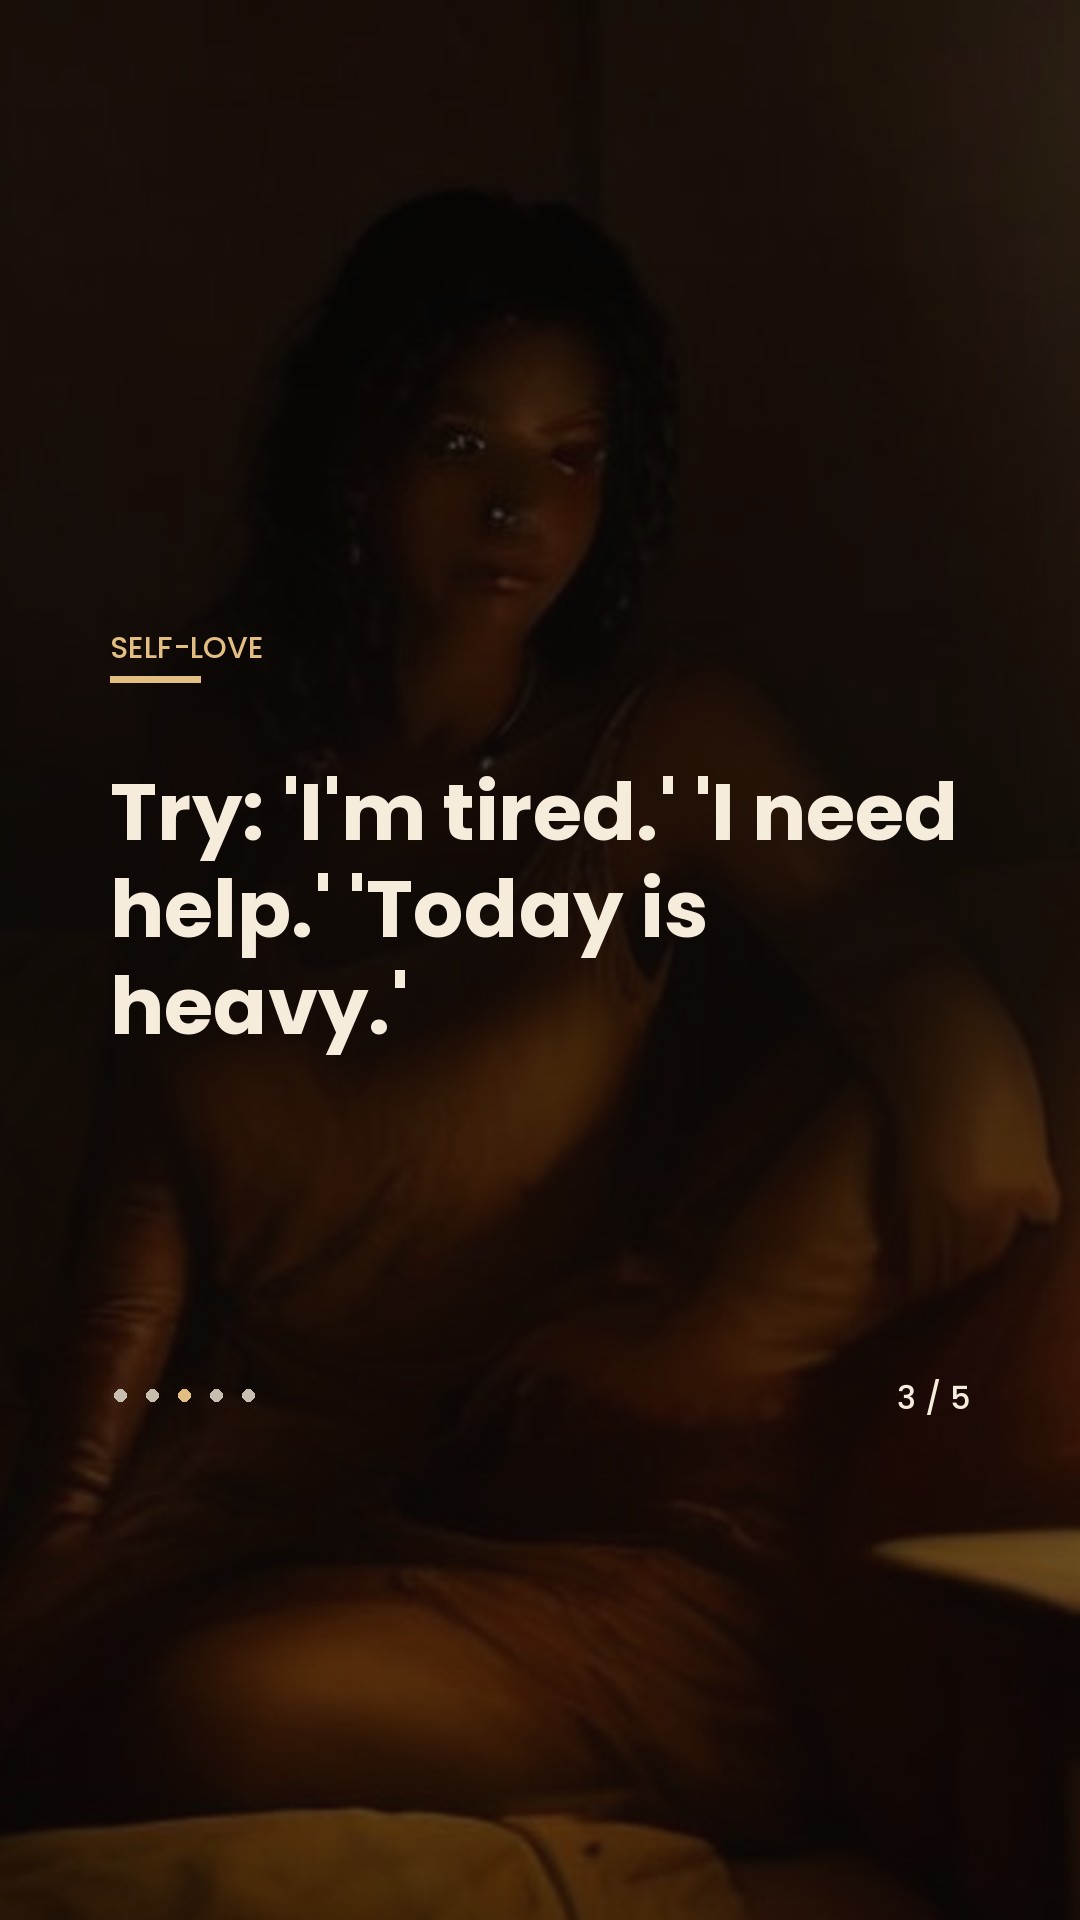 SELF-LOVE
Try: 'I'm tired.' 'I need
help.' 'Today is
heavy.'
3 / 5